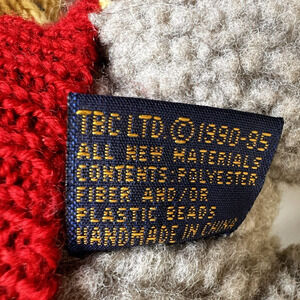 TBC LTD. © 1990-95
ALL NEW MATERIALS
CONTENTS: POLYESTER
FIBER AND/OR
PLASTIC BEADS
HANDMADE IN CHINA